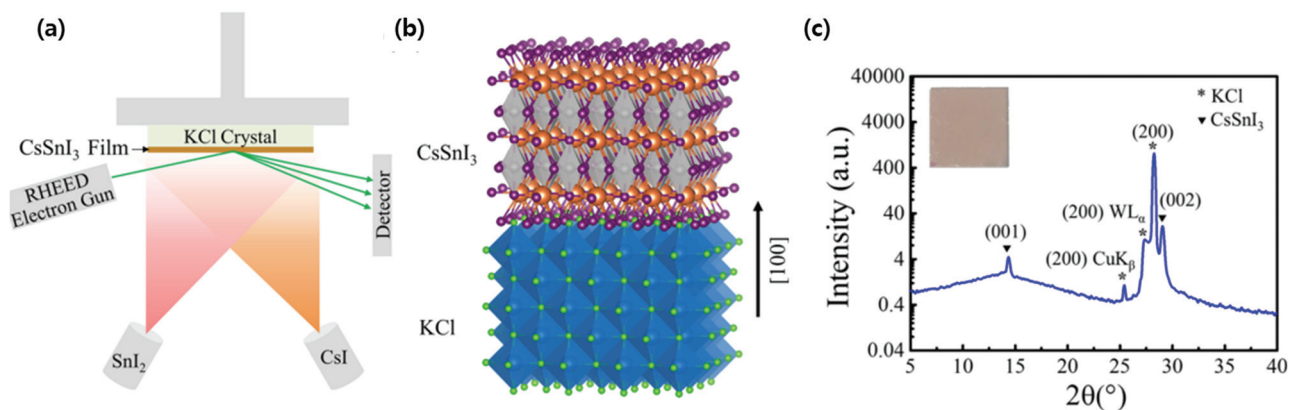 (a)
KCl Crystal
CsSnI₃ Film
RHEED
Electron Gun
Detector
SnI₂
CsI
(b)
CsSnI₃
KCl
[100]
(c)
Intensity (a.u.)
40000
4000
400
40
4
0.4
0.04
* KCl
▼ CsSnI₃
(200)
*
(200) WLα
*
(002)
▼
(001)
▼
(200) CuKβ
*
5 10 15 20 25 30 35 40
2θ(°)